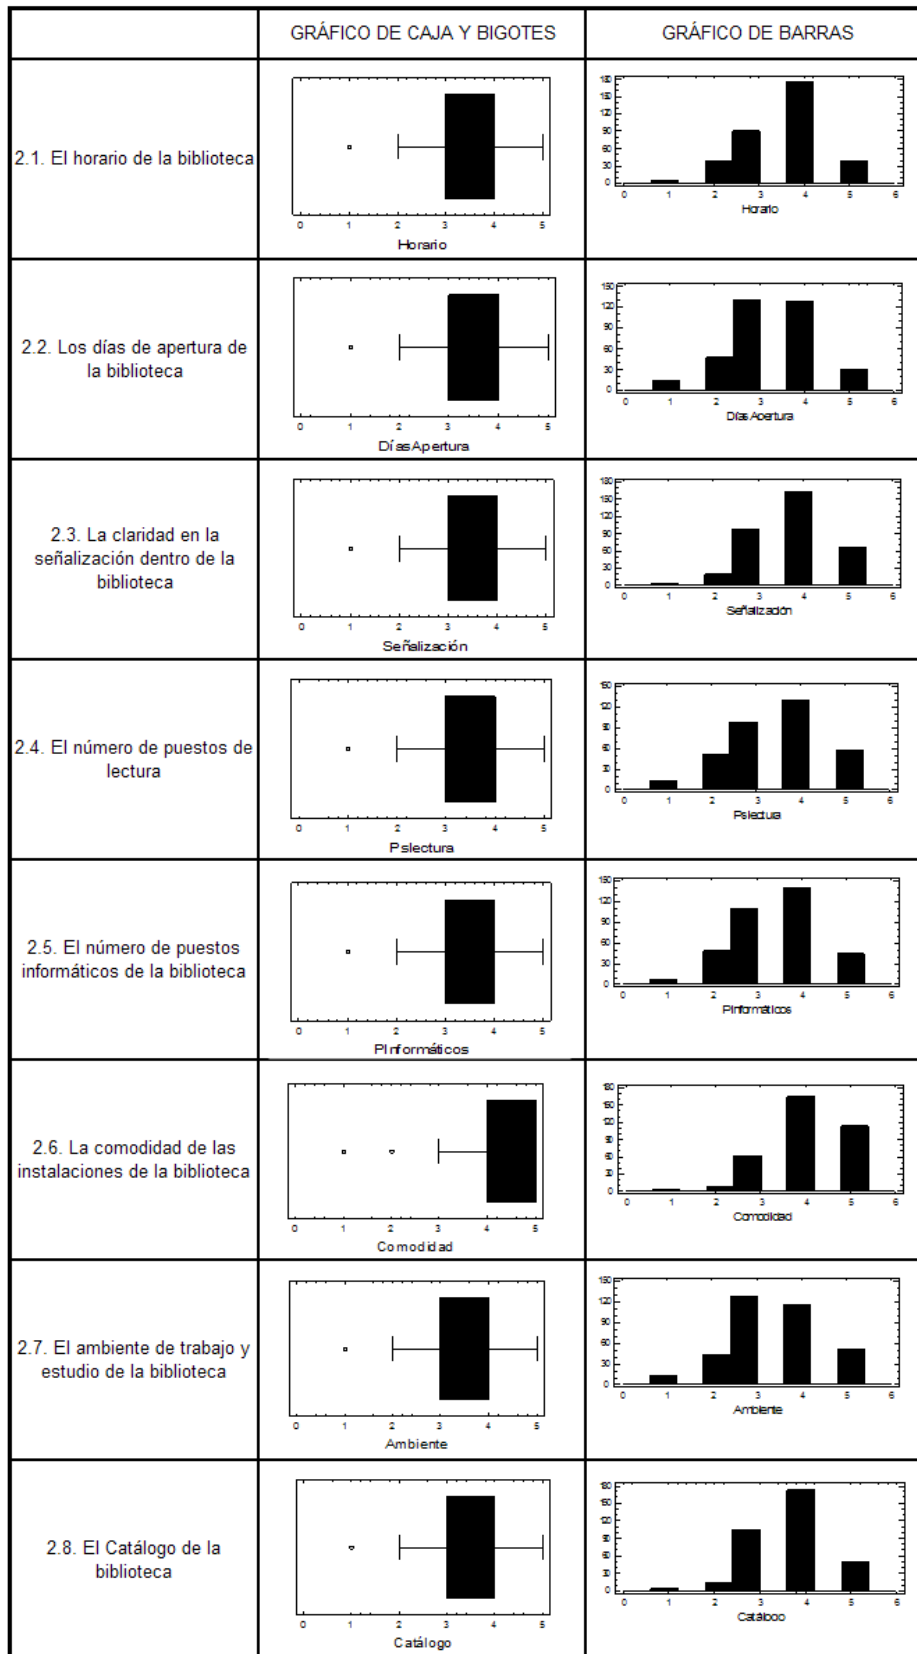 GRÁFICO DE CAJA Y BIGOTES
GRÁFICO DE BARRAS
2.1. El horario de la biblioteca
0 1 2 3 4 5
Horario
0 1 2 3 4 5 6
Horario
2.2. Los días de apertura de
la biblioteca
0 1 2 3 4 5
Días Apertura
150
120
90
60
30
0
0 1 2 3 4 5 6
Días Apertura
2.3. La claridad en la
señalización dentro de la
biblioteca
0 1 2 3 4 5
Señalización
0 1 2 3 4 5 6
Señalización
2.4. El número de puestos de
lectura
0 1 2 3 4 5
Pslectura
0 1 2 3 4 5 6
Pslectura
2.5. El número de puestos
informáticos de la biblioteca
0 1 2 3 4 5
PInformáticos
0 1 2 3 4 5 6
PInformáticos
2.6. La comodidad de las
instalaciones de la biblioteca
0 1 2 3 4 5
Comodidad
0 1 2 3 4 5 6
Comodidad
2.7. El ambiente de trabajo y
estudio de la biblioteca
0 1 2 3 4 5
Ambiente
0 1 2 3 4 5 6
Ambiente
2.8. El Catálogo de la
biblioteca
0 1 2 3 4 5
Catálogo
0 1 2 3 4 5 6
Catálogo